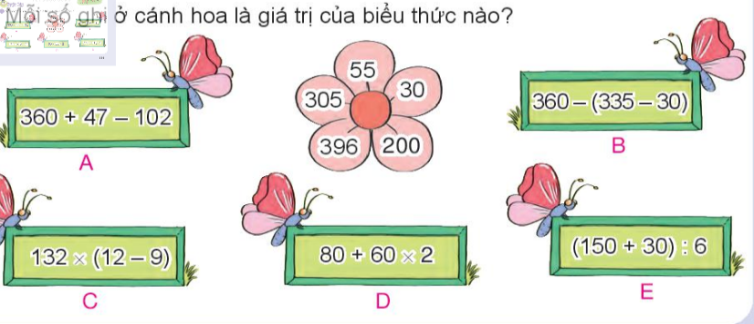 Mỗi số ghi ở cánh hoa là giá trị của biểu thức nào?
55
305
30
396
200
360 + 47 – 102
A
360 – (335 – 30)
B
132 × (12 – 9)
C
80 + 60 × 2
D
(150 + 30) : 6
E